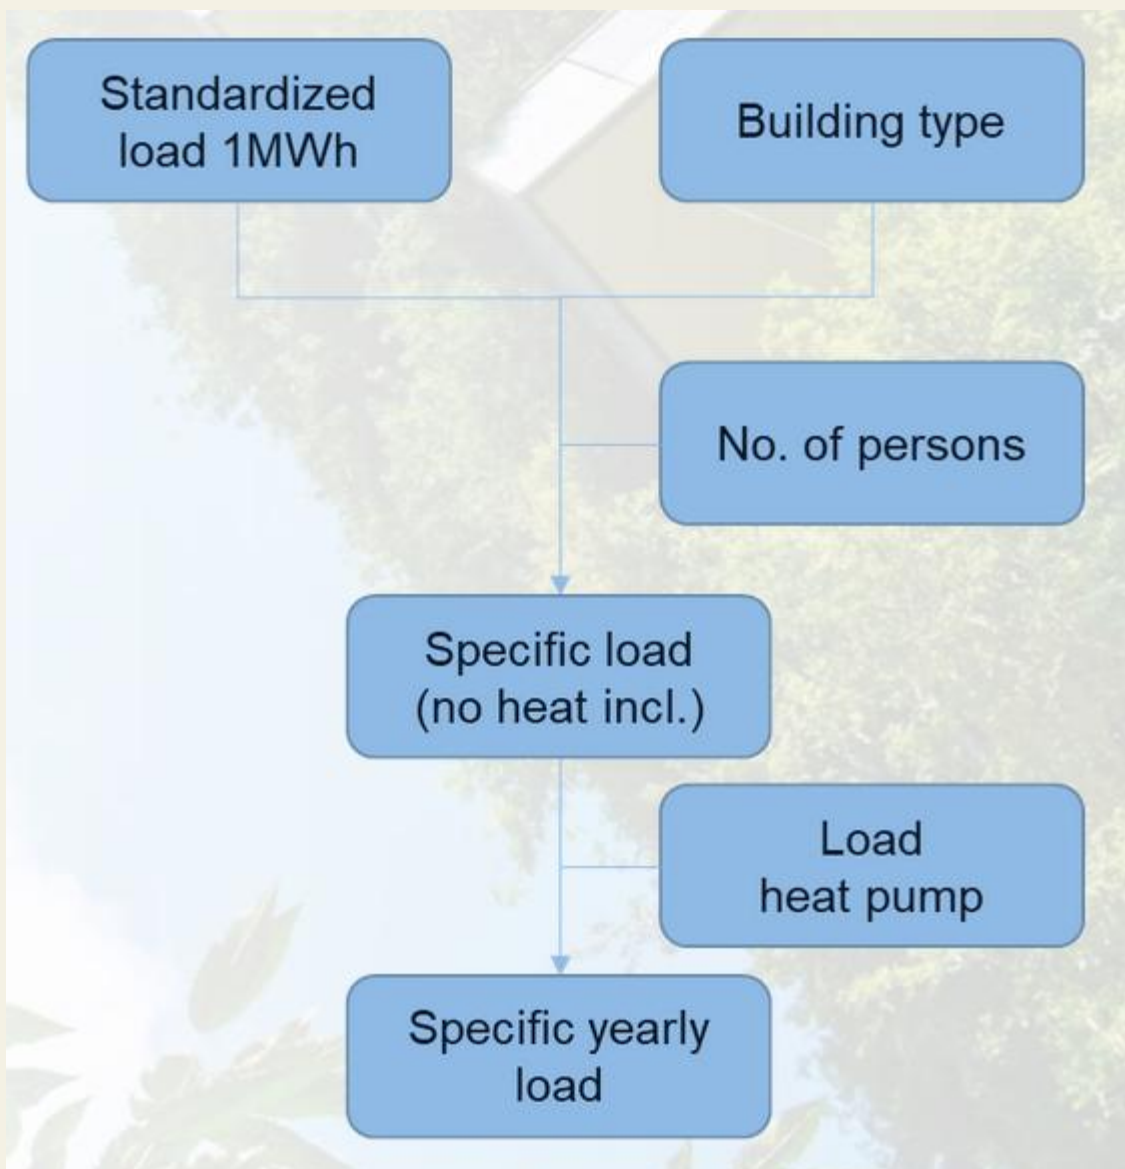 Standardized
load 1MWh
Building type
No. of persons
Specific load
(no heat incl.)
Load
heat pump
Specific yearly
load